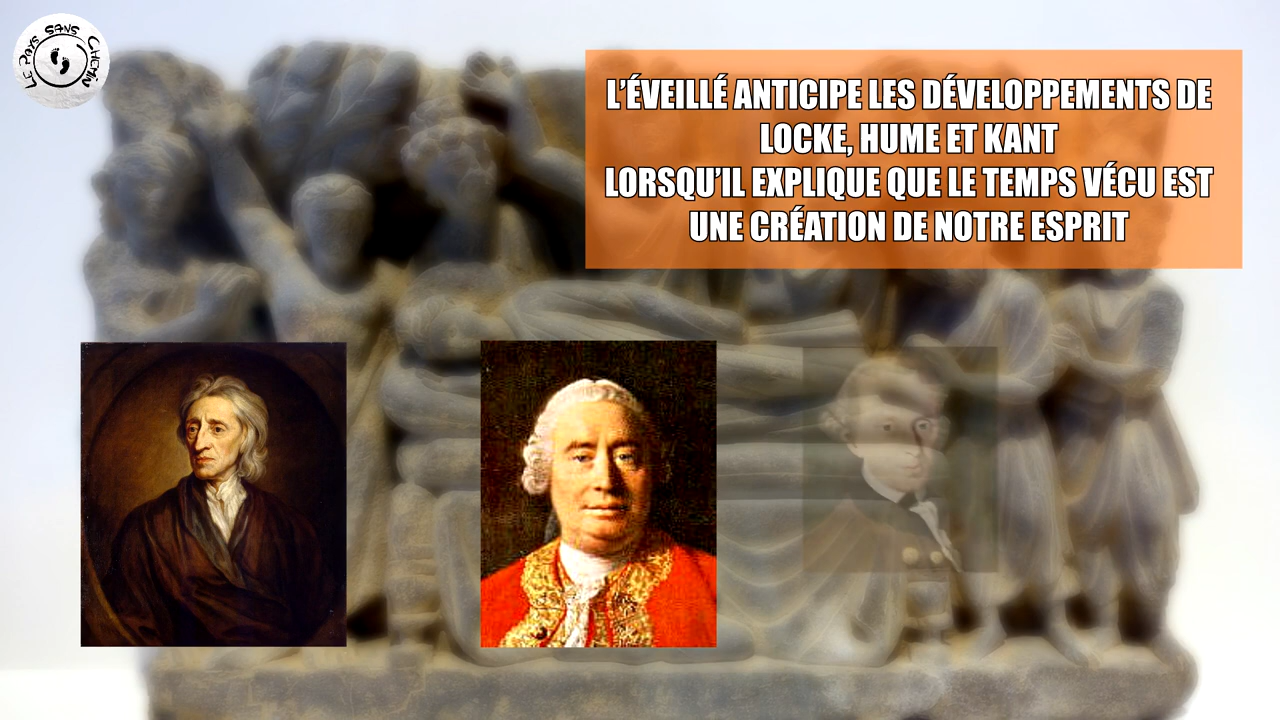 LE PAYS SANS CHEMIN
L'ÉVEILLÉ ANTICIPE LES DÉVELOPPEMENTS DE
LOCKE, HUME ET KANT
LORSQU'IL EXPLIQUE QUE LE TEMPS VÉCU EST
UNE CRÉATION DE NOTRE ESPRIT